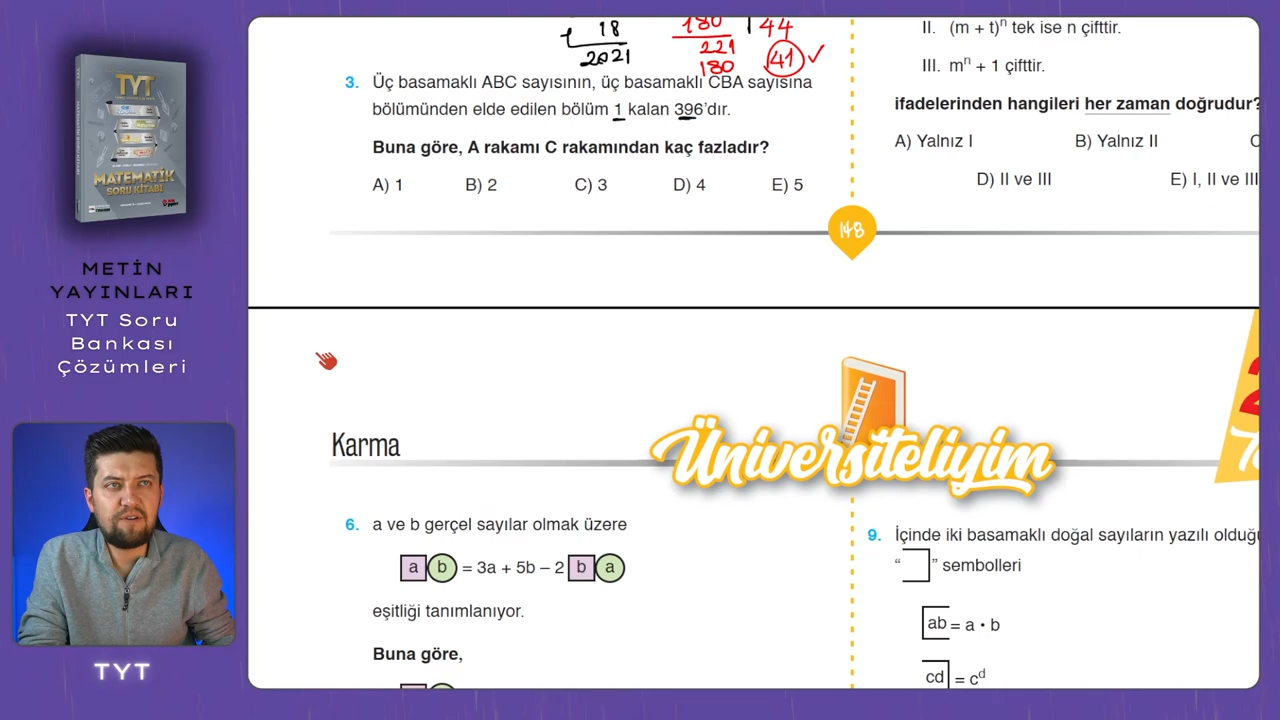 TYT
MATEMATİK
SORU KİTABI
METİN
YAYINLARI
TYT Soru
Bankası
Çözümleri
TYT
18
2021
180
221
180
44
41
3. Üç basamaklı ABC sayısının, üç basamaklı CBA sayısına
bölümünden elde edilen bölüm 1 kalan 396’dır.
Buna göre, A rakamı C rakamından kaç fazladır?
A) 1 B) 2 C) 3 D) 4 E) 5
II. (m + t)ⁿ tek ise n çifttir.
III. mⁿ + 1 çifttir.
ifadelerinden hangileri her zaman doğrudur?
A) Yalnız I B) Yalnız II C
D) II ve III E) I, II ve III
148
Karma
Üniversiteliyim
6. a ve b gerçel sayılar olmak üzere
a b = 3a + 5b – 2 b a
eşitliği tanımlanıyor.
Buna göre,
9. İçinde iki basamaklı doğal sayıların yazılı olduğu
“ ” sembolleri
ab = a • b
cd = cᵈ